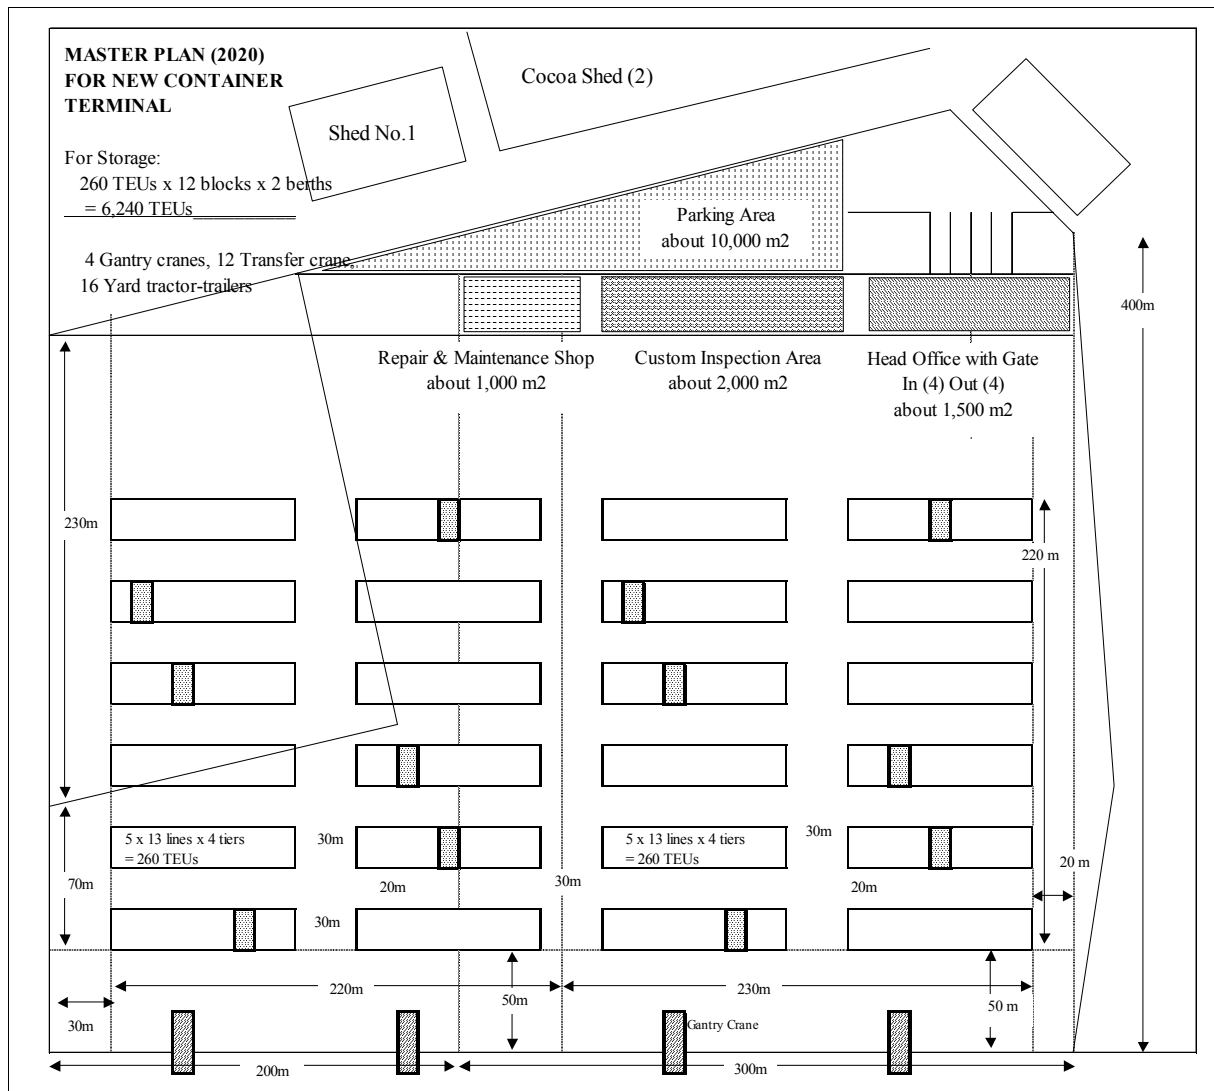 MASTER PLAN (2020)
FOR NEW CONTAINER
TERMINAL
Cocoa Shed (2)
Shed No.1
For Storage:
260 TEUs x 12 blocks x 2 berths
= 6,240 TEUs
4 Gantry cranes, 12 Transfer crane,
16 Yard tractor-trailers
Parking Area
about 10,000 m2
400m
Repair & Maintenance Shop
about 1,000 m2
Custom Inspection Area
about 2,000 m2
Head Office with Gate
In (4) Out (4)
about 1,500 m2
230m
220 m
5 x 13 lines x 4 tiers
= 260 TEUs
30m
5 x 13 lines x 4 tiers
= 260 TEUs
30m
20 m
70m
20m
30m
20m
30m
220m
50m
230m
50 m
30m
Gantry Crane
200m
300m